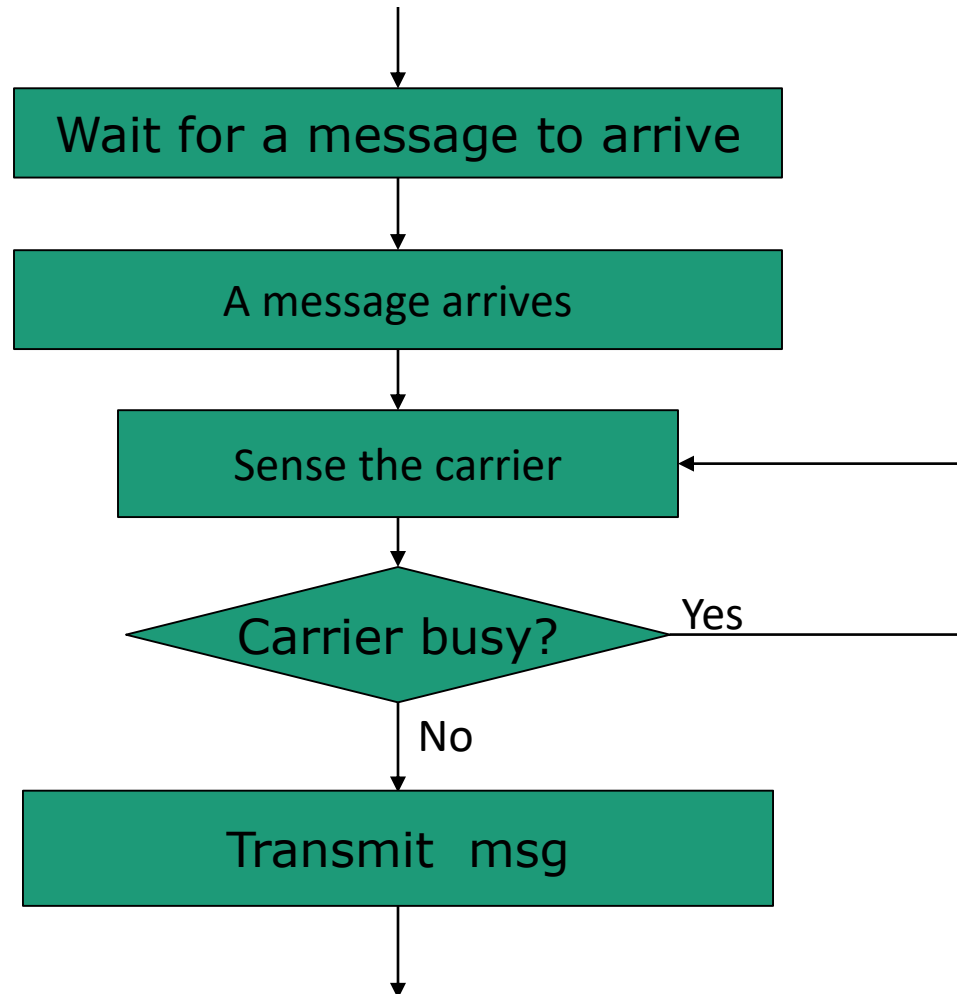 Wait for a message to arrive
A message arrives
Sense the carrier
Carrier busy?
Yes
No
Transmit msg